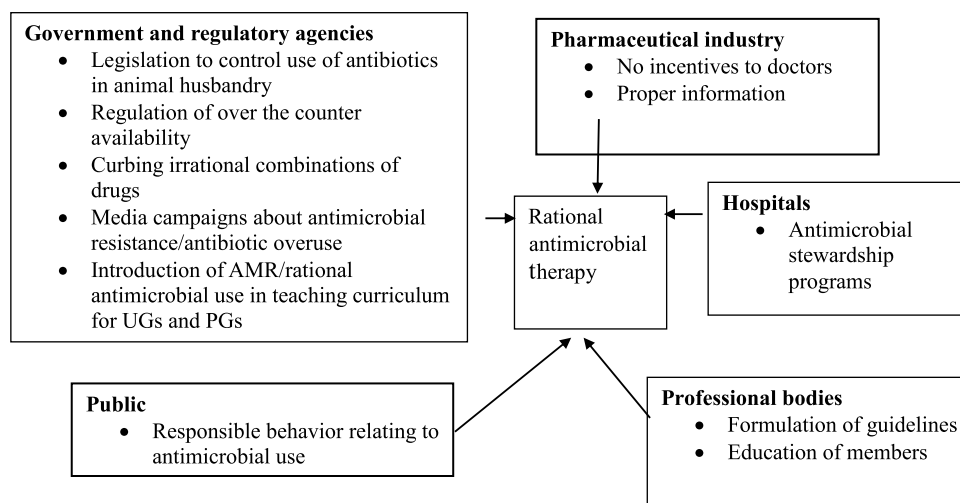 Government and regulatory agencies
• Legislation to control use of antibiotics
in animal husbandry
• Regulation of over the counter
availability
• Curbing irrational combinations of
drugs
• Media campaigns about antimicrobial
resistance/antibiotic overuse
• Introduction of AMR/rational
antimicrobial use in teaching curriculum
for UGs and PGs
Pharmaceutical industry
• No incentives to doctors
• Proper information
Rational
antimicrobial
therapy
Hospitals
• Antimicrobial
stewardship
programs
Public
• Responsible behavior relating to
antimicrobial use
Professional bodies
• Formulation of guidelines
• Education of members